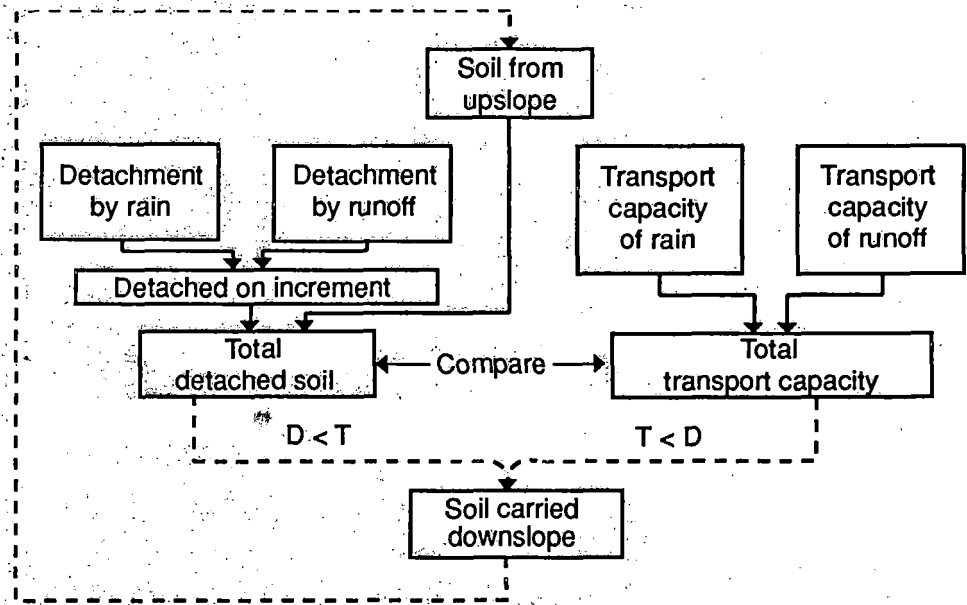 Soil from
upslope
Detachment
by rain
Detachment
by runoff
Transport
capacity
of rain
Transport
capacity
of runoff
Detached on increment
Total
detached soil
Compare
Total
transport capacity
D < T
T < D
Soil carried
downslope